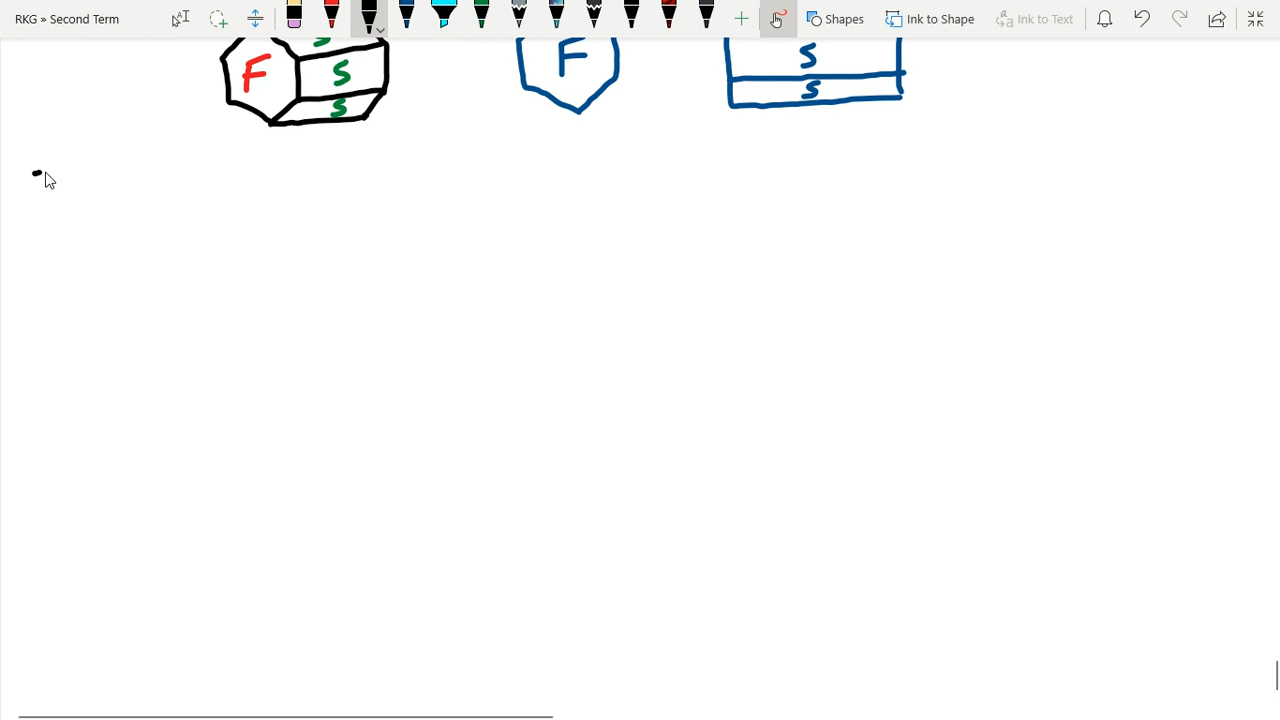 RKG » Second Term
Shapes
Ink to Shape
Ink to Text
S
F
S
S
F
S
S